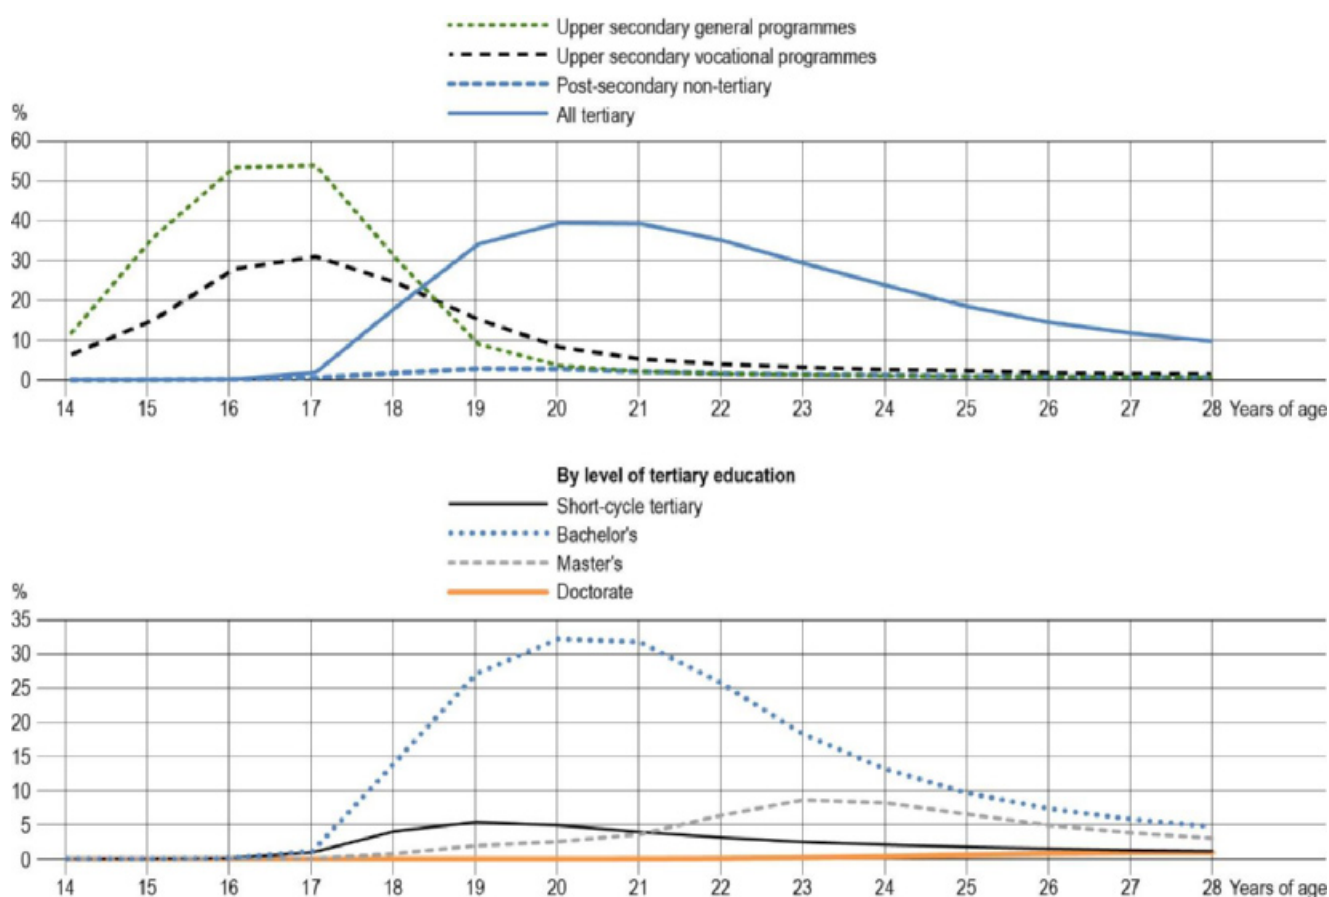 Upper secondary general programmes
Upper secondary vocational programmes
Post-secondary non-tertiary
All tertiary
%
60
50
40
30
20
10
0
14 15 16 17 18 19 20 21 22 23 24 25 26 27 28 Years of age
By level of tertiary education
Short-cycle tertiary
Bachelor's
Master's
Doctorate
%
35
30
25
20
15
10
5
0
14 15 16 17 18 19 20 21 22 23 24 25 26 27 28 Years of age